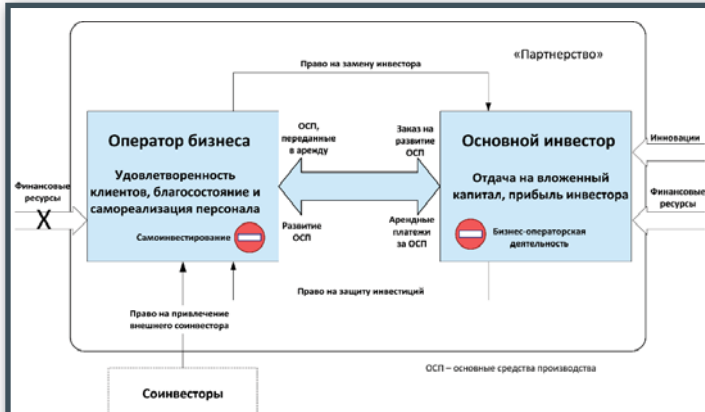 «Партнерство»
Право на замену инвестора
Оператор бизнеса
Удовлетворенность
клиентов, благосостояние и
самореализация персонала
Самоинвестирование
Финансовые
ресурсы
X
ОСП,
переданные
в аренду
Заказ на
развитие
ОСП
Развитие
ОСП
Арендные
платежи
за ОСП
Основной инвестор
Отдача на вложенный
капитал, прибыль инвестора
Бизнес-операторская
деятельность
Инновации
Финансовые
ресурсы
Право на защиту инвестиций
Право на привлечение
внешнего соинвестора
ОСП – основные средства производства
Соинвесторы